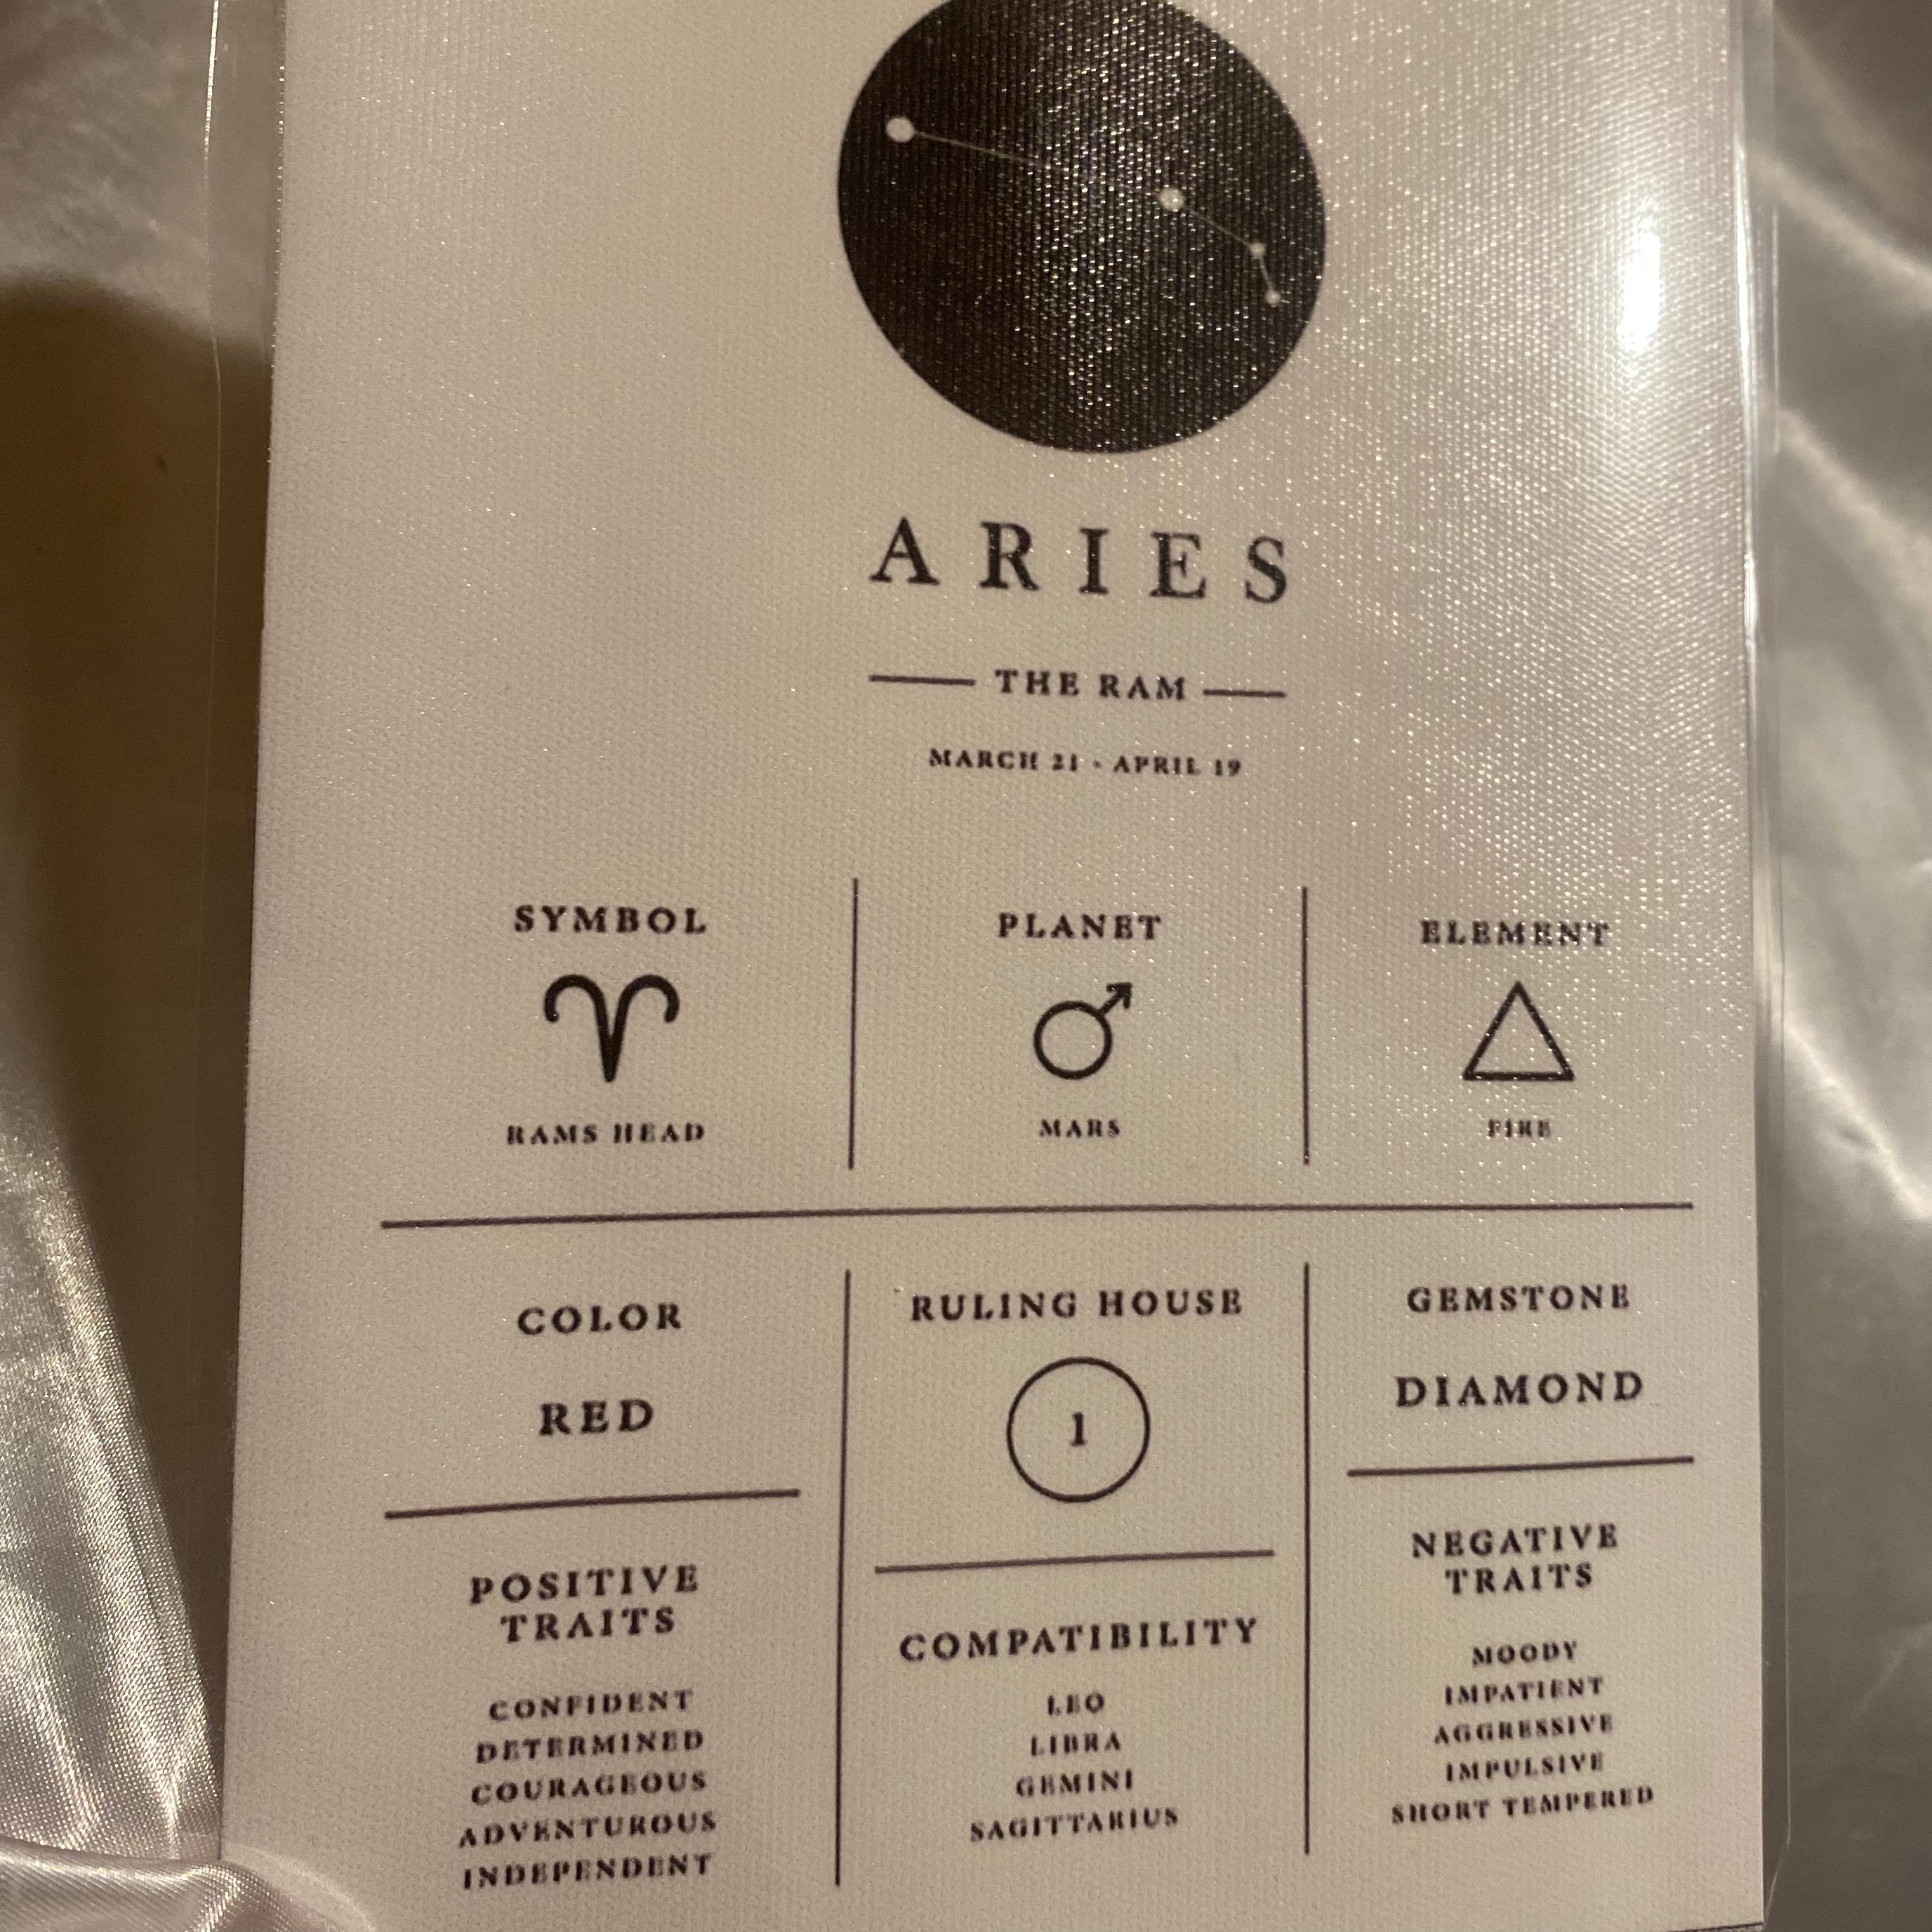 ARIES
THE RAM
MARCH 21 - APRIL 19
SYMBOL
RAMS HEAD
PLANET
MARS
ELEMENT
FIRE
COLOR
RED
RULING HOUSE
1
GEMSTONE
DIAMOND
POSITIVE
TRAITS
CONFIDENT
DETERMINED
COURAGEOUS
ADVENTUROUS
INDEPENDENT
COMPATIBILITY
LEO
LIBRA
GEMINI
SAGITTARIUS
NEGATIVE
TRAITS
MOODY
IMPATIENT
AGGRESSIVE
IMPULSIVE
SHORT TEMPERED